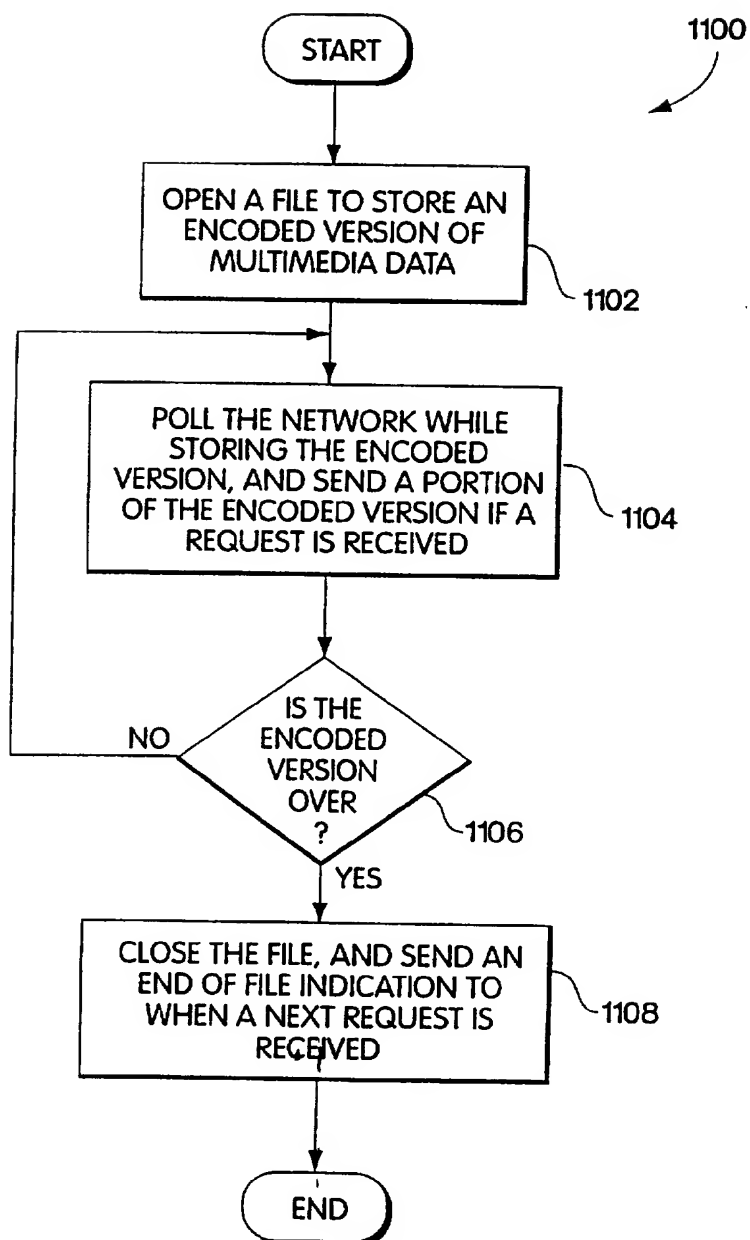 START
1100
OPEN A FILE TO STORE AN
ENCODED VERSION OF
MULTIMEDIA DATA
1102
POLL THE NETWORK WHILE
STORING THE ENCODED
VERSION, AND SEND A PORTION
OF THE ENCODED VERSION IF A
REQUEST IS RECEIVED
1104
IS THE
ENCODED
VERSION
OVER
?
NO
1106
YES
CLOSE THE FILE, AND SEND AN
END OF FILE INDICATION TO
WHEN A NEXT REQUEST IS
RECEIVED
1108
END